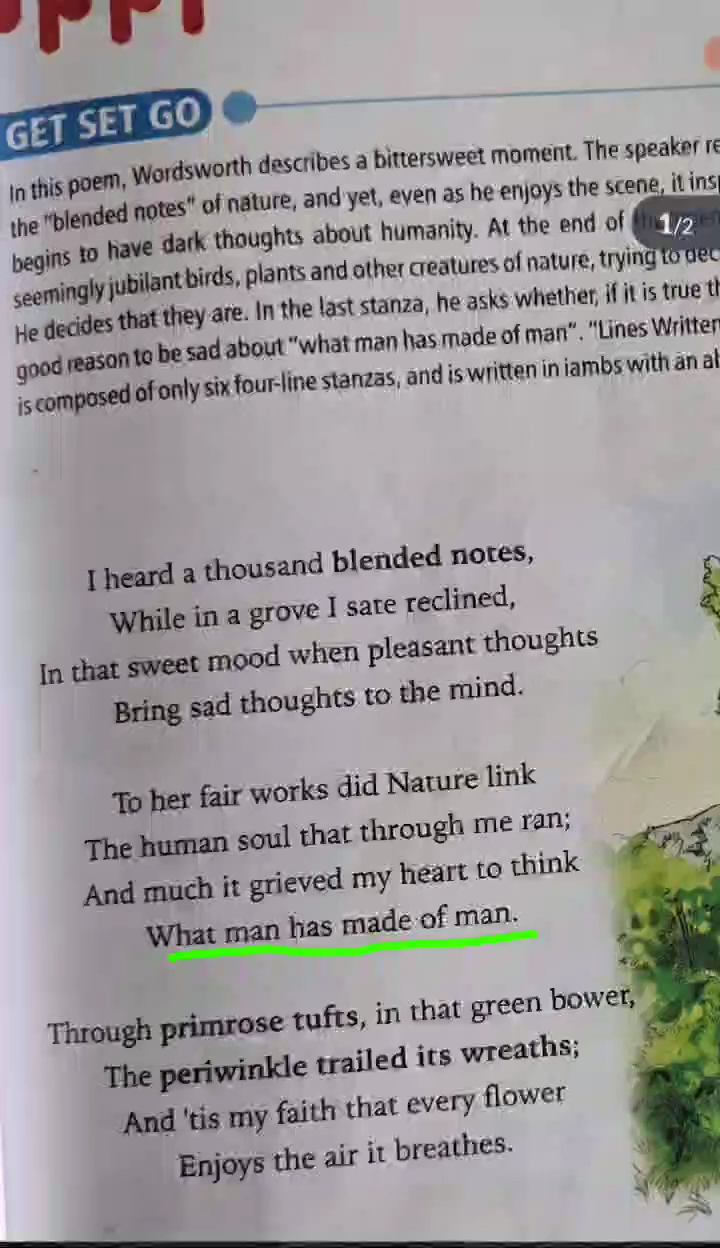 GET SET GO
In this poem, Wordsworth describes a bittersweet moment. The speaker
the "blended notes" of nature, and yet, even as he enjoys the scene, it
begins to have dark thoughts about humanity. At the end of
1/2
seemingly jubilant birds, plants and other creatures of nature, trying to
He decides that they are. In the last stanza, he asks whether, if it is true
good reason to be sad about "what man has made of man". "Lines Written
is composed of only six four-line stanzas, and is written in iambs with an
I heard a thousand blended notes,
While in a grove I sate reclined,
In that sweet mood when pleasant thoughts
Bring sad thoughts to the mind.
To her fair works did Nature link
The human soul that through me ran;
And much it grieved my heart to think
What man has made of man.
Through primrose tufts, in that green bower,
The periwinkle trailed its wreaths;
And 'tis my faith that every flower
Enjoys the air it breathes.